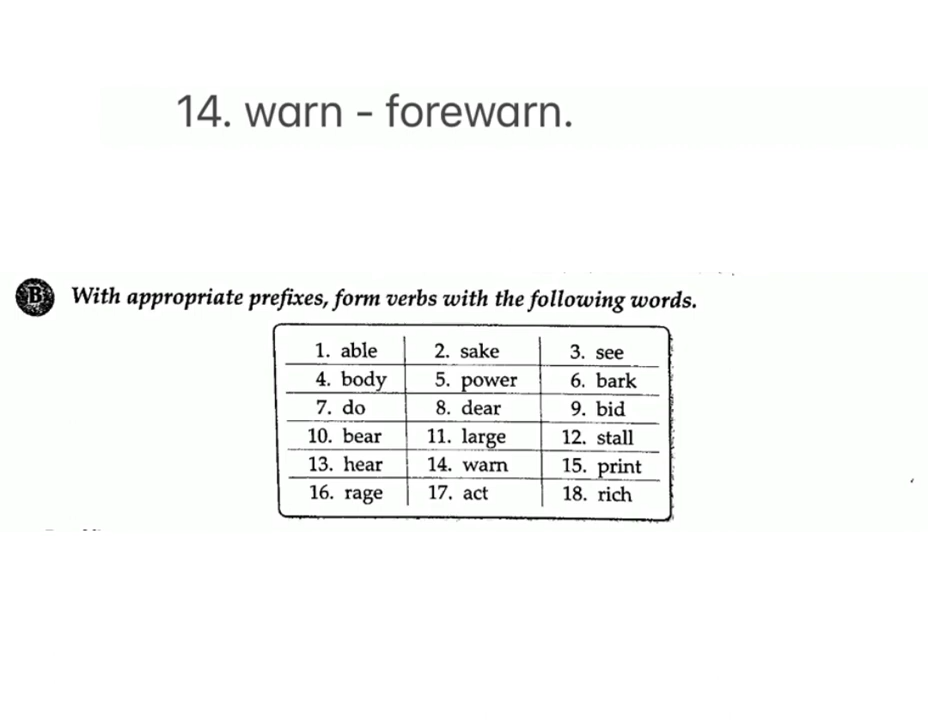 14. warn - forewarn.
B With appropriate prefixes, form verbs with the following words.
1. able 2. sake 3. see
4. body 5. power 6. bark
7. do 8. dear 9. bid
10. bear 11. large 12. stall
13. hear 14. warn 15. print
16. rage 17. act 18. rich